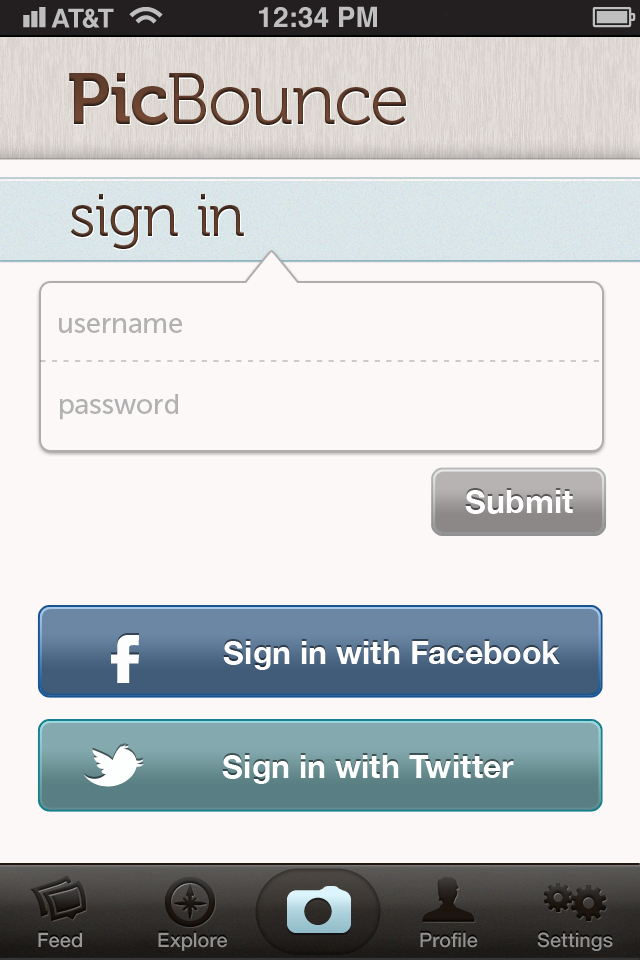 AT&T 12:34 PM
PicBounce
sign in
username
password
Submit
Sign in with Facebook
Sign in with Twitter
Feed Explore Profile Settings